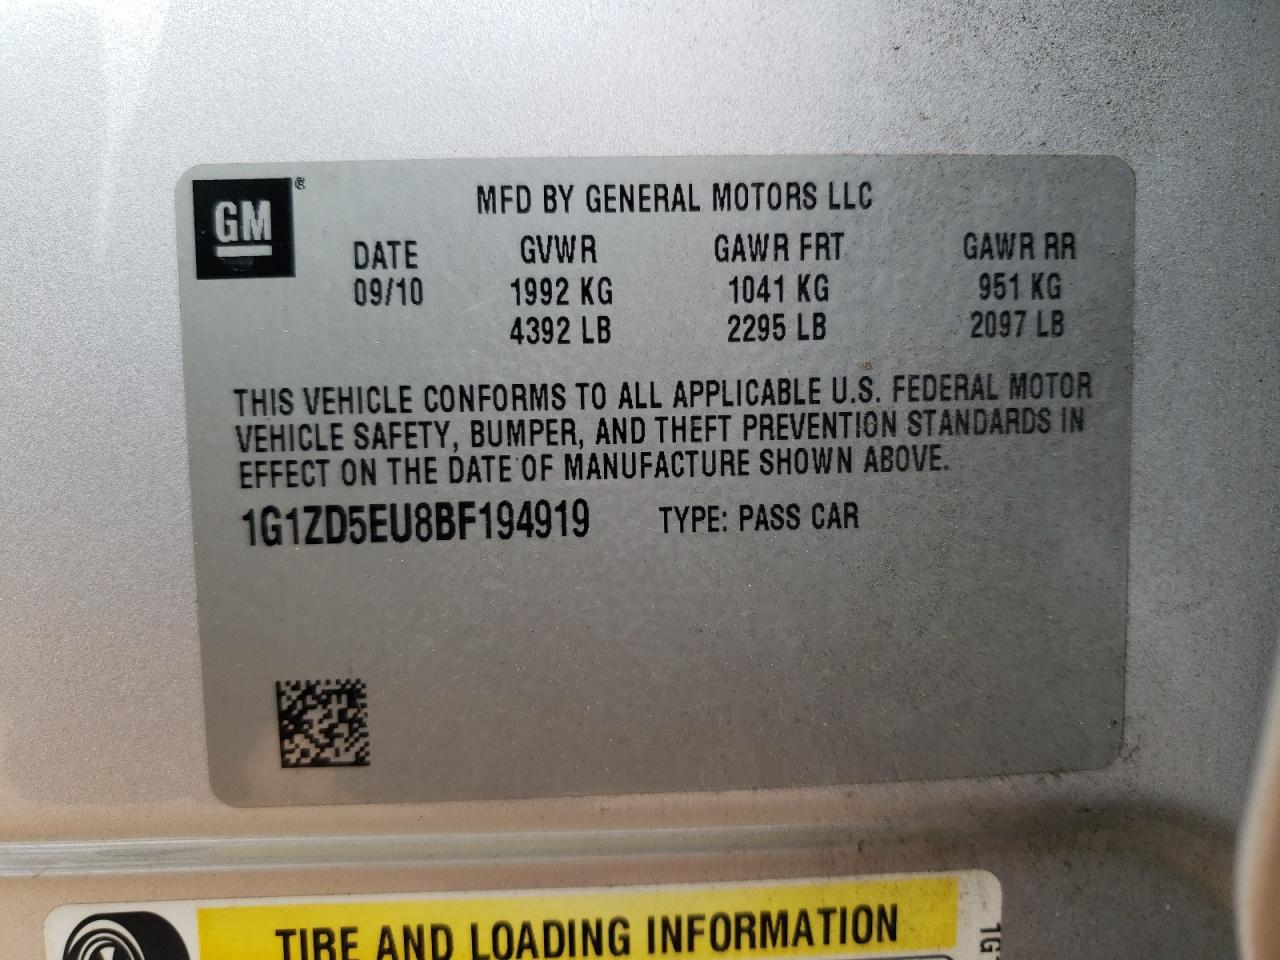 GM ®
MFD BY GENERAL MOTORS LLC
DATE GVWR GAWR FRT GAWR RR
09/10 1992 KG 1041 KG 951 KG
4392 LB 2295 LB 2097 LB
THIS VEHICLE CONFORMS TO ALL APPLICABLE U.S. FEDERAL MOTOR
VEHICLE SAFETY, BUMPER, AND THEFT PREVENTION STANDARDS IN
EFFECT ON THE DATE OF MANUFACTURE SHOWN ABOVE.
1G1ZD5EU8BF194919 TYPE: PASS CAR
TIRE AND LOADING INFORMATION
1G